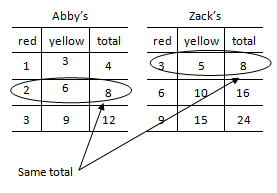 Abby's Zack's
red yellow total red yellow total
1 3 4 3 5 8
2 6 8 6 10 16
3 9 12 9 15 24
Same total